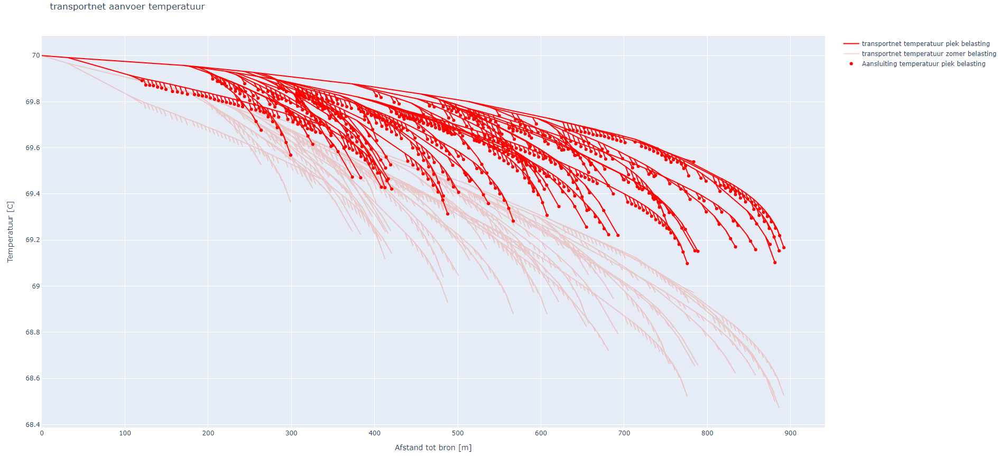 transportnet aanvoer temperatuur
transportnet temperatuur piek belasting
transportnet temperatuur zomer belasting
Aansluiting temperatuur piek belasting
Temperatuur [C]
70
69.8
69.6
69.4
69.2
69
68.8
68.6
68.4
0 100 200 300 400 500 600 700 800 900
Afstand tot bron [m]